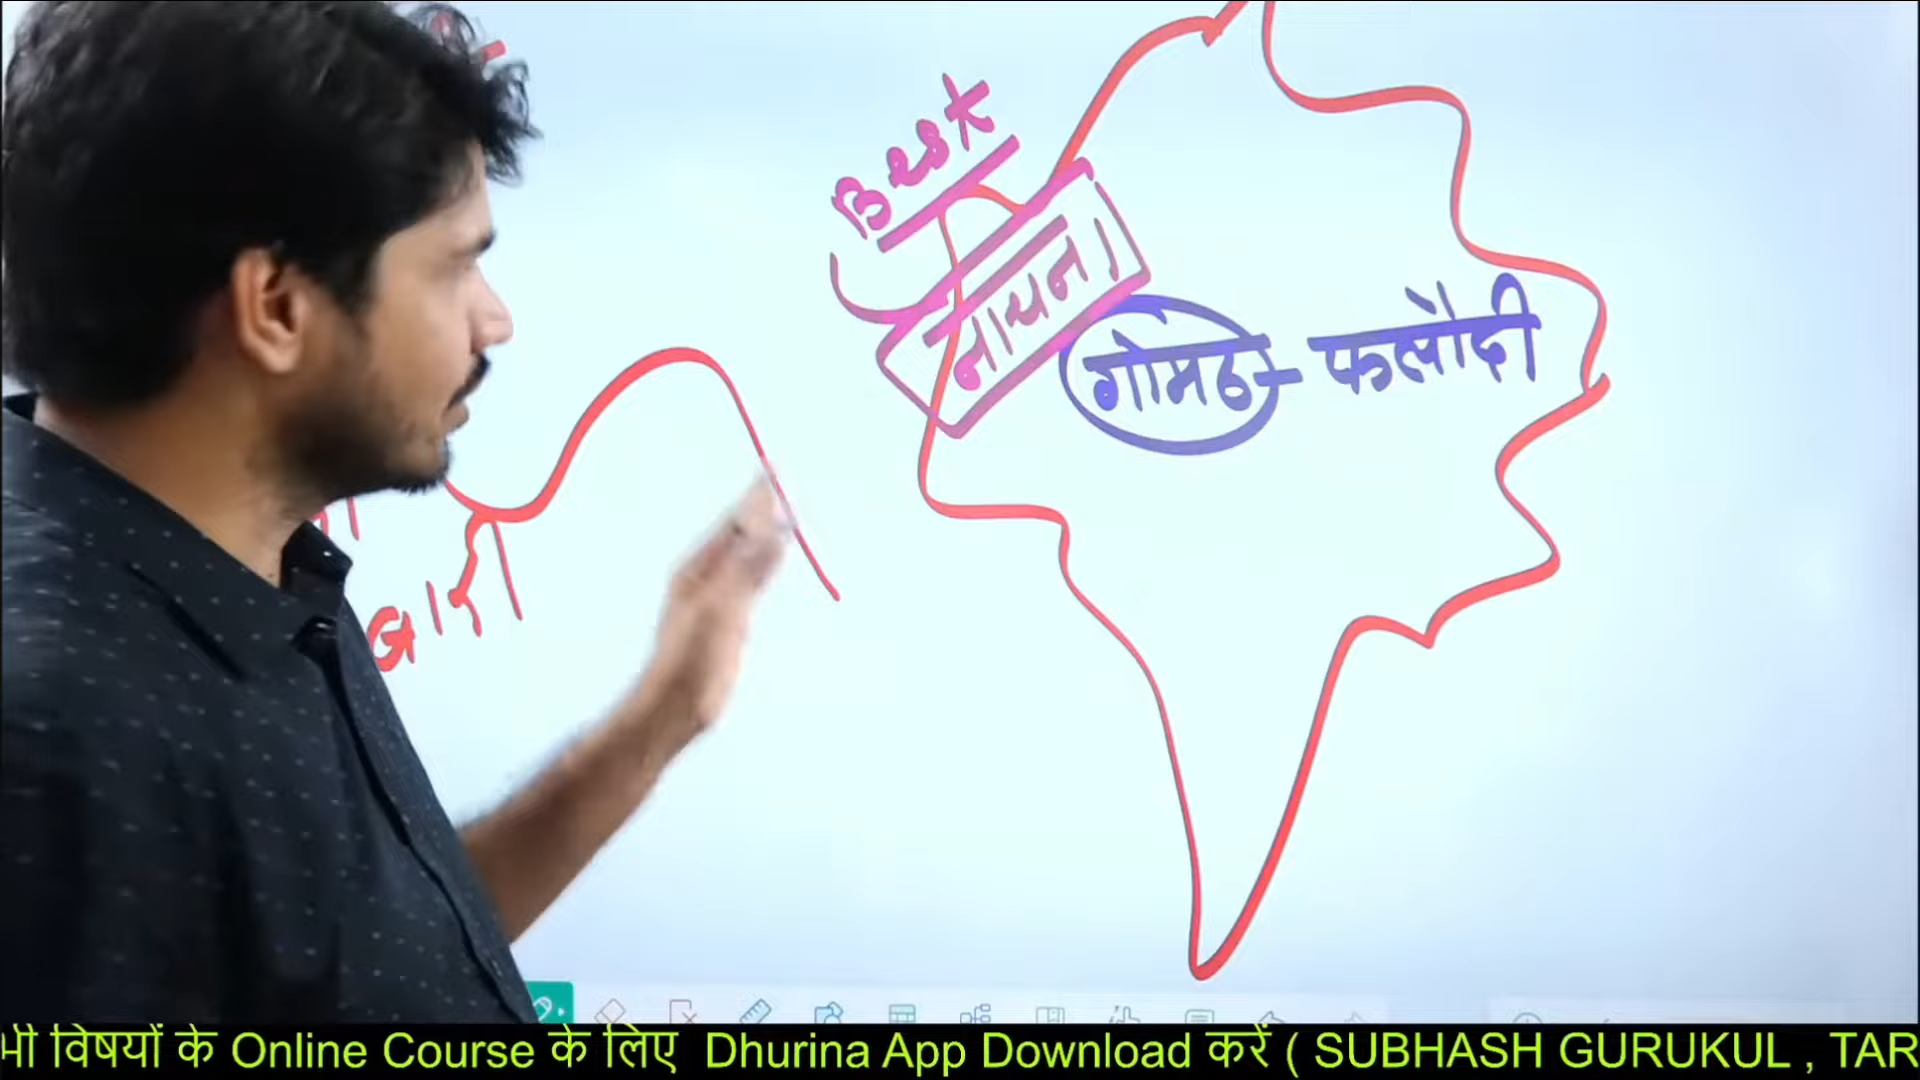 Best
नाचना
गोमठ - फलौदी
बारी
भी विषयों के Online Course के लिए Dhurina App Download करें ( SUBHASH GURUKUL , TAR